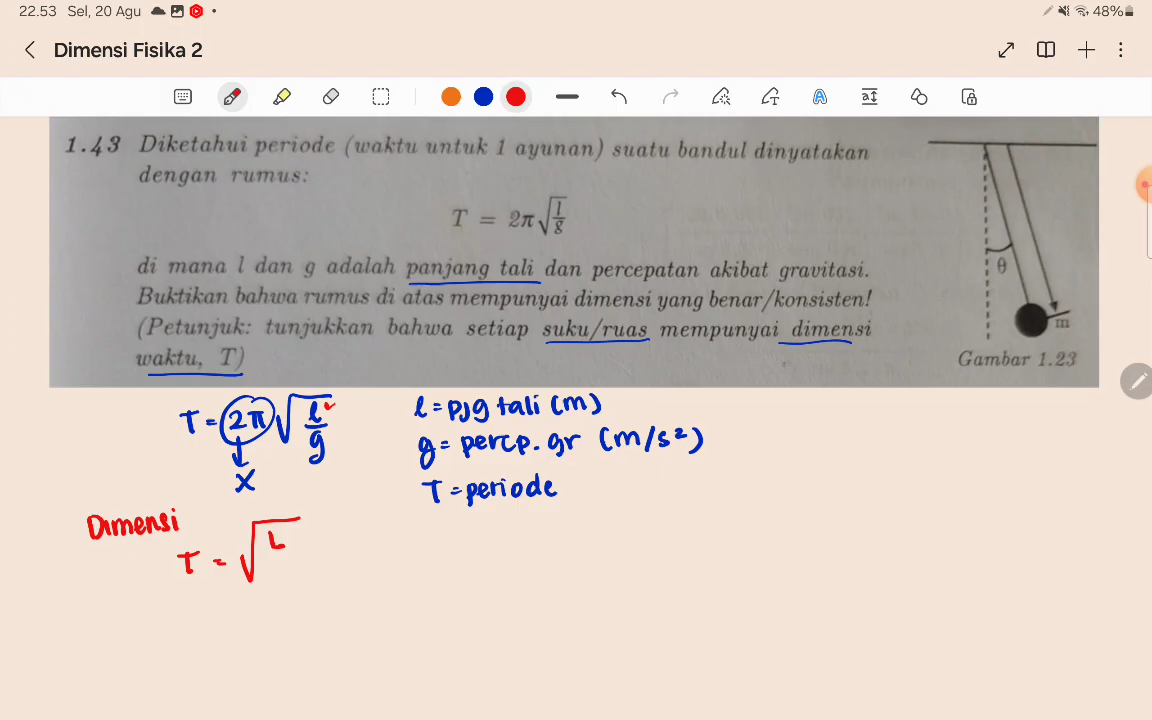 22.53 Sel, 20 Agu
48%
Dimensi Fisika 2
1.43 Diketahui periode (waktu untuk 1 ayunan) suatu bandul dinyatakan
dengan rumus:
T = 2π√(l/g)
di mana l dan g adalah panjang tali dan percepatan akibat gravitasi.
Buktikan bahwa rumus di atas mempunyai dimensi yang benar/konsisten!
(Petunjuk: tunjukkan bahwa setiap suku/ruas mempunyai dimensi
waktu, T)
θ
m
Gambar 1.23
T = 2π√(l/g)
x
l = pjg tali (m)
g = percp. gr (m/s²)
T = periode
Dimensi
T = √L